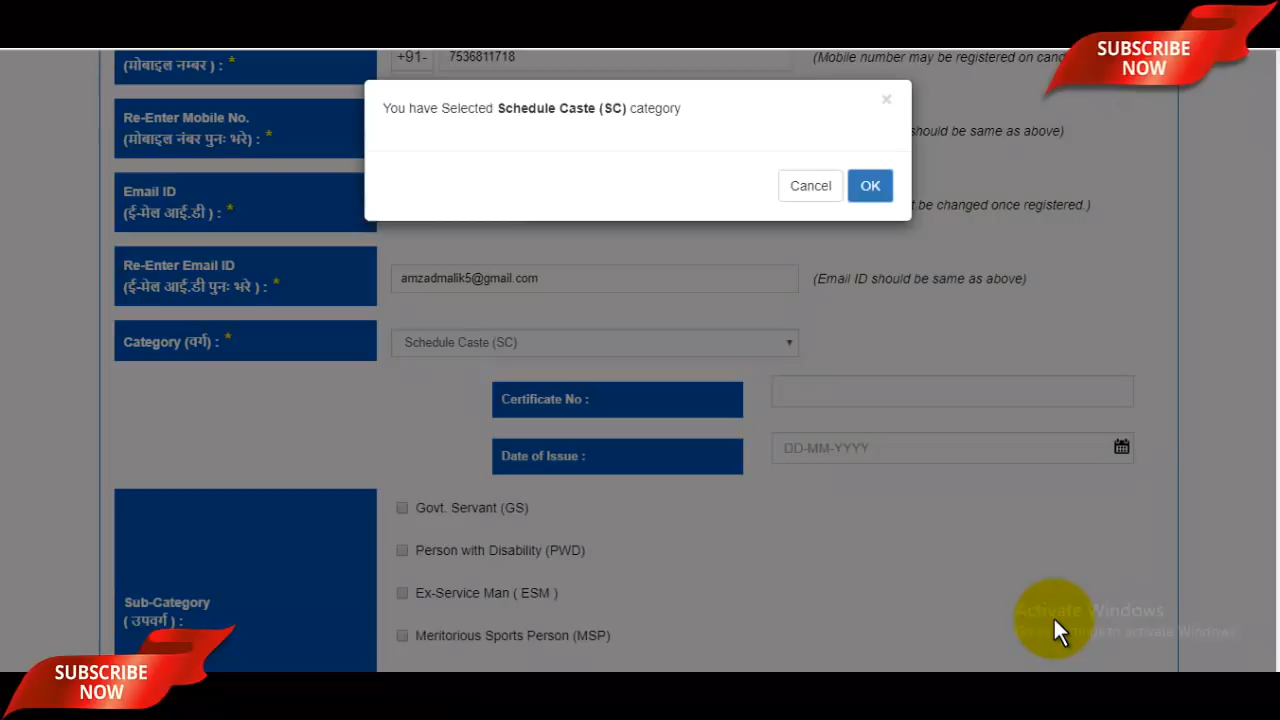 SUBSCRIBE
NOW
(मोबाइल नम्बर ) : *
+91-
7536811718
(Mobile number may be registered on
You have Selected Schedule Caste (SC) category
×
Cancel
OK
Re-Enter Mobile No.
(मोबाइल नंबर पुनः भरे) : *
should be same as above)
Email ID
(ई-मेल आई.डी ) : *
be changed once registered.)
Re-Enter Email ID
(ई-मेल आई.डी पुनः भरे ) : *
amzadmalik5@gmail.com
(Email ID should be same as above)
Category (वर्ग) : *
Schedule Caste (SC)
Certificate No :
Date of Issue :
DD-MM-YYYY
Sub-Category
( उपवर्ग ) :
Govt. Servant (GS)
Person with Disability (PWD)
Ex-Service Man ( ESM )
Meritorious Sports Person (MSP)
Activate Windows
to activate Windows
SUBSCRIBE
NOW